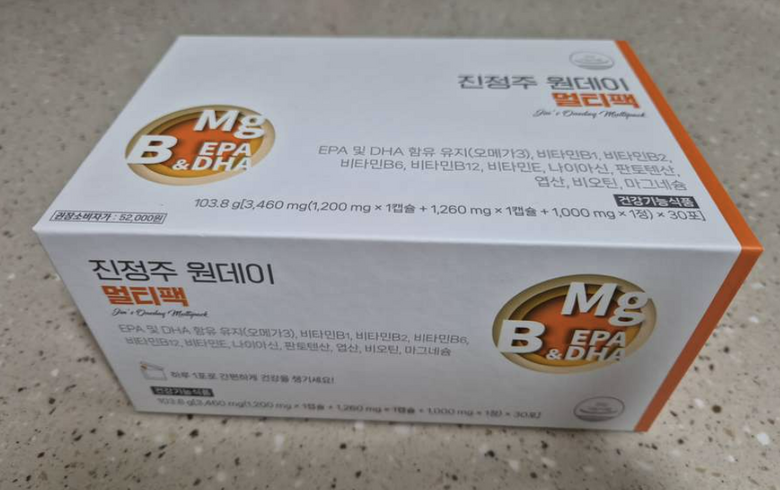 진정주 원데이
멀티팩
Jin's Oneday Multipack
Mg
B EPA
&DHA
EPA 및 DHA 함유 유지(오메가3), 비타민B1, 비타민B2,
비타민B6, 비타민B12, 비타민E, 나이아신, 판토텐산,
엽산, 비오틴, 마그네슘
건강기능식품
103.8 g[3,460 mg(1,200 mg × 1캡슐 + 1,260 mg × 1캡슐 + 1,000 mg × 1정) × 30포]
권장소비자가 : 52,000원
진정주 원데이
멀티팩
Jin's Oneday Multipack
EPA 및 DHA 함유 유지(오메가3), 비타민B1, 비타민B2, 비타민B6,
비타민B12, 비타민E, 나이아신, 판토텐산, 엽산, 비오틴, 마그네슘
하루 1포로 간편하게 건강을 챙기세요!
건강기능식품
103.8 g[3,460 mg(1,200 mg × 1캡슐 + 1,260 mg × 1캡슐 + 1,000 mg × 1정) × 30포]
Mg
B EPA
&DHA